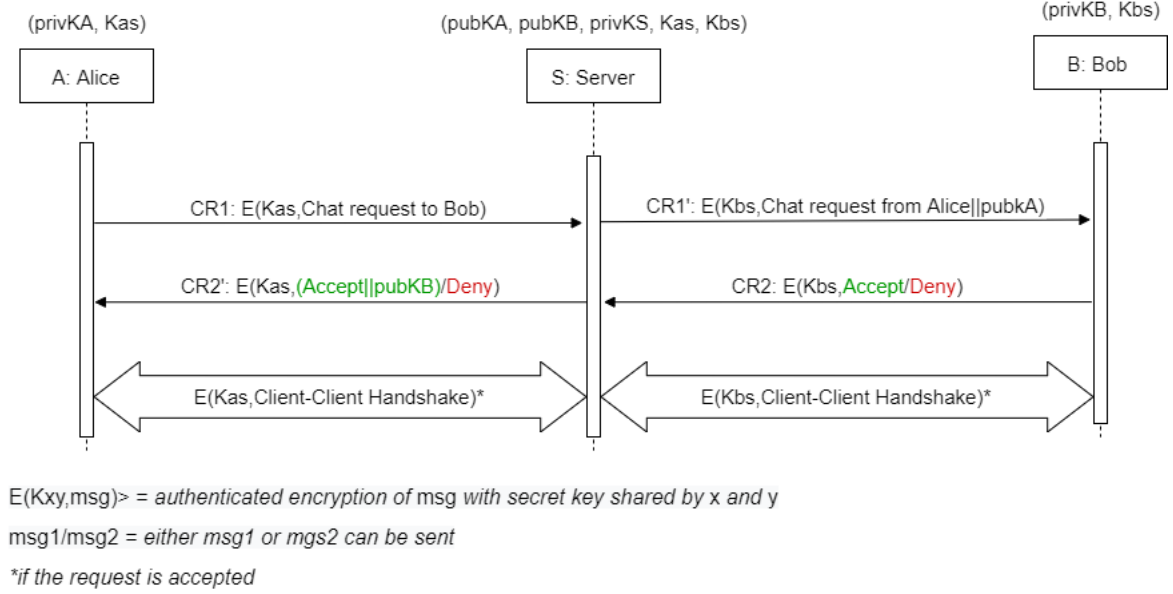 (privKA, Kas)
(pubKA, pubKB, privKS, Kas, Kbs)
(privKB, Kbs)
A: Alice
S: Server
B: Bob
CR1: E(Kas,Chat request to Bob)
CR1': E(Kbs,Chat request from Alice||pubkA)
CR2': E(Kas,(Accept||pubKB)/Deny)
CR2: E(Kbs,Accept/Deny)
E(Kas,Client-Client Handshake)*
E(Kbs,Client-Client Handshake)*
E(Kxy,msg)> = authenticated encryption of msg with secret key shared by x and y
msg1/msg2 = either msg1 or mgs2 can be sent
*if the request is accepted